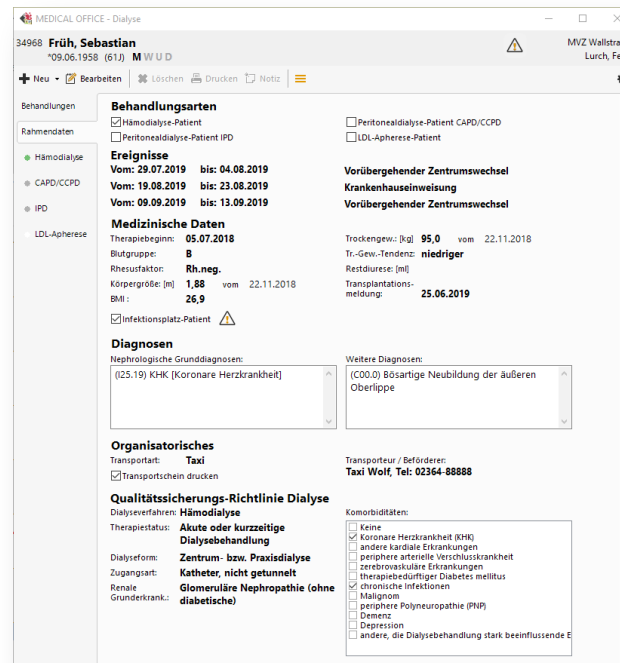 MEDICAL OFFICE - Dialyse
34968 Früh, Sebastian
*09.06.1958 (61J) M W U D
MVZ Wallstra
Lurch, Fe
Neu Bearbeiten Löschen Drucken Notiz
Behandlungen
Rahmendaten
Hämodialyse
CAPD/CCPD
IPD
LDL-Apherese
Behandlungsarten
Hämodialyse-Patient Peritonealdialyse-Patient CAPD/CCPD
Peritonealdialyse-Patient IPD LDL-Apherese-Patient
Ereignisse
Vom: 29.07.2019 bis: 04.08.2019 Vorübergehender Zentrumswechsel
Vom: 19.08.2019 bis: 23.08.2019 Krankenhauseinweisung
Vom: 09.09.2019 bis: 13.09.2019 Vorübergehender Zentrumswechsel
Medizinische Daten
Therapiebeginn: 05.07.2018 Trockengew.: [kg] 95,0 vom 22.11.2018
Blutgruppe: B Tr.-Gew.-Tendenz: niedriger
Rhesusfaktor: Rh.neg. Restdiurese: [ml]
Körpergröße: [m] 1,88 vom 22.11.2018 Transplantations-
meldung: 25.06.2019
BMI : 26,9
Infektionsplatz-Patient
Diagnosen
Nephrologische Grunddiagnosen: Weitere Diagnosen:
(I25.19) KHK [Koronare Herzkrankheit] (C00.0) Bösartige Neubildung der äußeren
Oberlippe
Organisatorisches
Transportart: Taxi Transporteur / Beförderer:
Taxi Wolf, Tel: 02364-88888
Transportschein drucken
Qualitätssicherungs-Richtlinie Dialyse
Dialyseverfahren: Hämodialyse
Therapiestatus: Akute oder kurzzeitige
Dialysebehandlung
Dialyseform: Zentrum- bzw. Praxisdialyse
Zugangsart: Katheter, nicht getunnelt
Renale Glomeruläre Nephropathie (ohne
Grunderkrank.: diabetische)
Komorbiditäten:
Keine
Koronare Herzkrankheit (KHK)
andere kardiale Erkrankungen
periphere arterielle Verschlusskrankheit
zerebrovaskuläre Erkrankungen
therapiebedürftiger Diabetes mellitus
chronische Infektionen
Malignom
periphere Polyneuropathie (PNP)
Demenz
Depression
andere, die Dialysebehandlung stark beeinflussende E